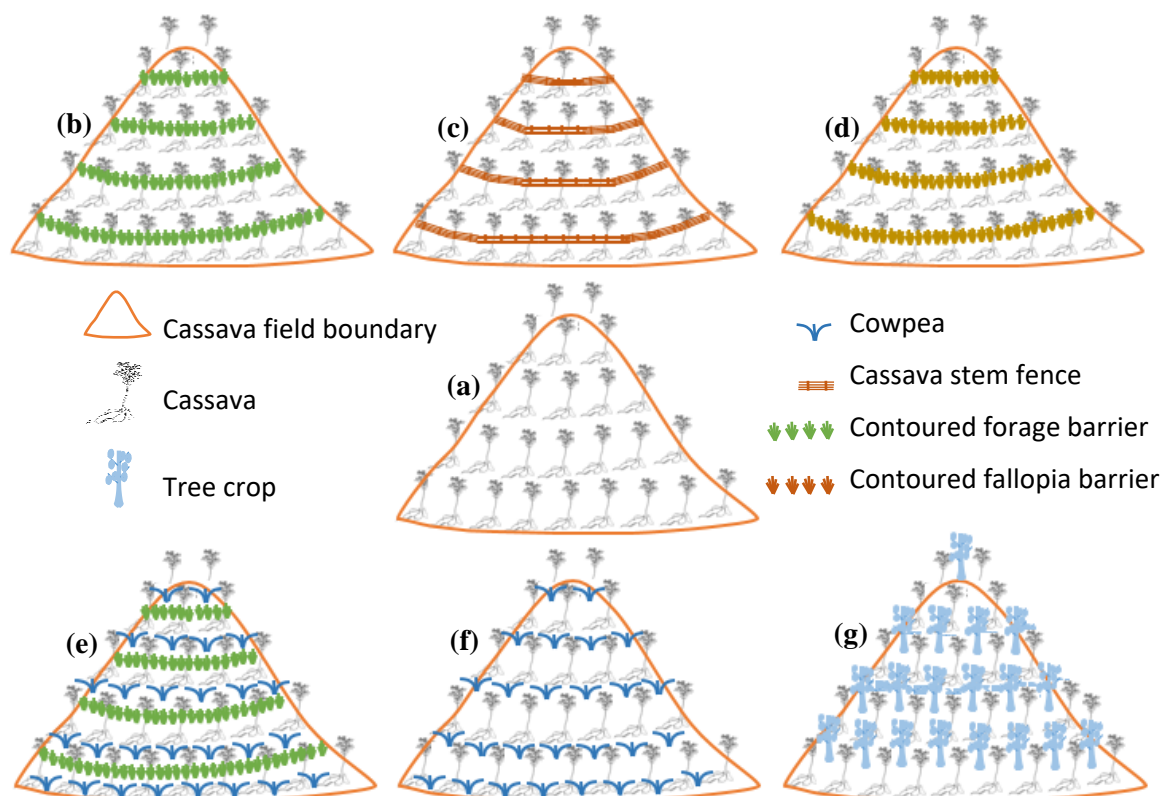 (b)
(c)
(d)
Cassava field boundary
Cassava
Tree crop
(a)
Cowpea
Cassava stem fence
Contoured forage barrier
Contoured fallopia barrier
(e)
(f)
(g)